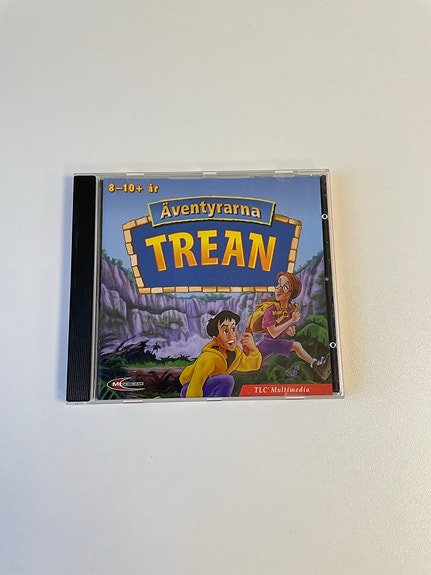 8–10+ år
Äventyrarna
TREAN
TLC Multimedia